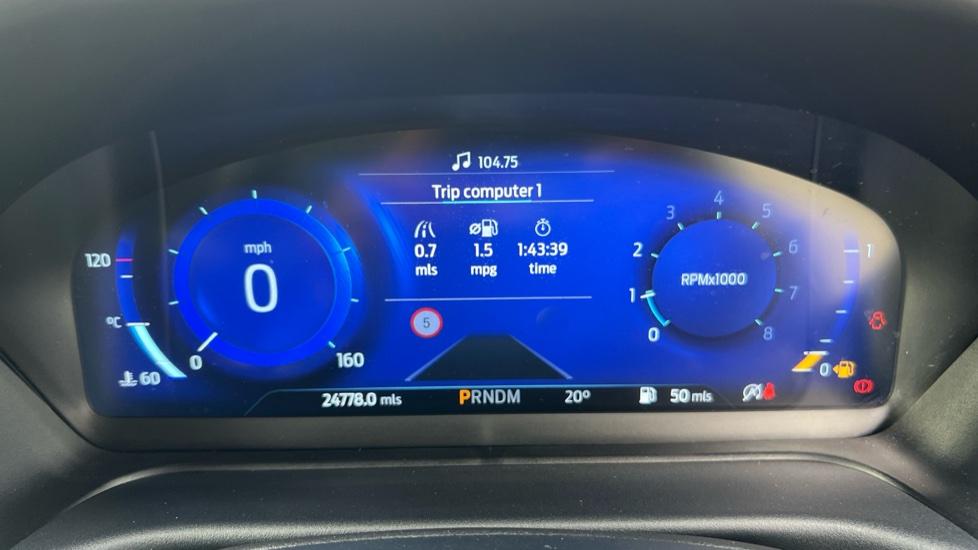 104.75
Trip computer 1
0.7 1.5 1:43:39
mls mpg time
mph
0
0 160
120
°C
60
5
RPMx1000
0 1 2 3 4 5 6 7 8
1
0
24778.0 mls PRNDM 20° 50 mls